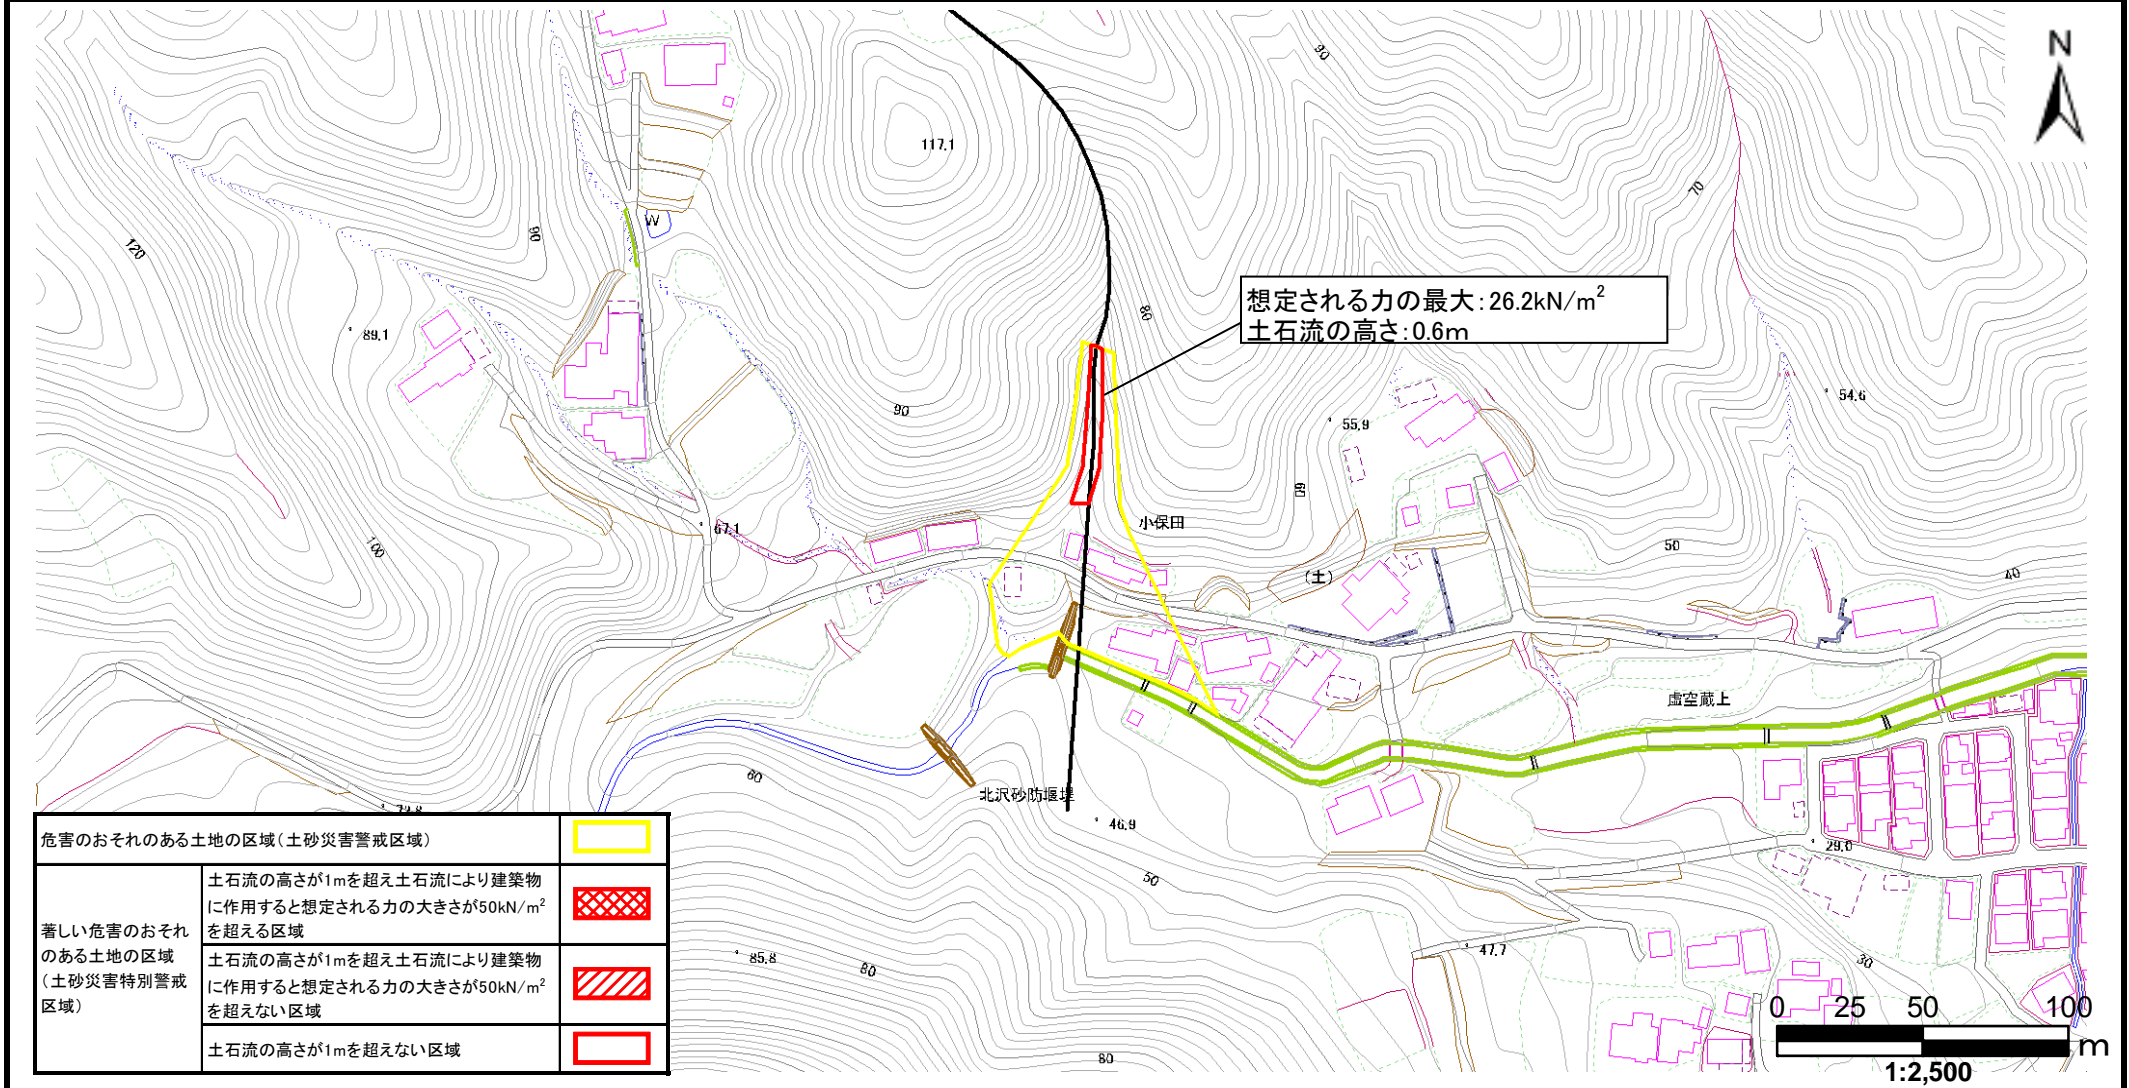 N
117.1
90
120
90
W
70
80
想定される力の最大：26.2kN/m²
土石流の高さ：0.6m
89.1
54.6
90
55.9
60
小保田
67.1
100
50
(土)
40
虚空蔵上
60
北沢砂防堰堤
72.8
46.9
29.0
50
47.7
85.8
80
30
80
危害のおそれのある土地の区域（土砂災害警戒区域）
著しい危害のおそれ
のある土地の区域
（土砂災害特別警戒
区域）
土石流の高さが1mを超え土石流により建築物
に作用すると想定される力の大きさが50kN/m²
を超える区域
土石流の高さが1mを超え土石流により建築物
に作用すると想定される力の大きさが50kN/m²
を超えない区域
土石流の高さが1mを超えない区域
0 25 50 100
m
1:2,500